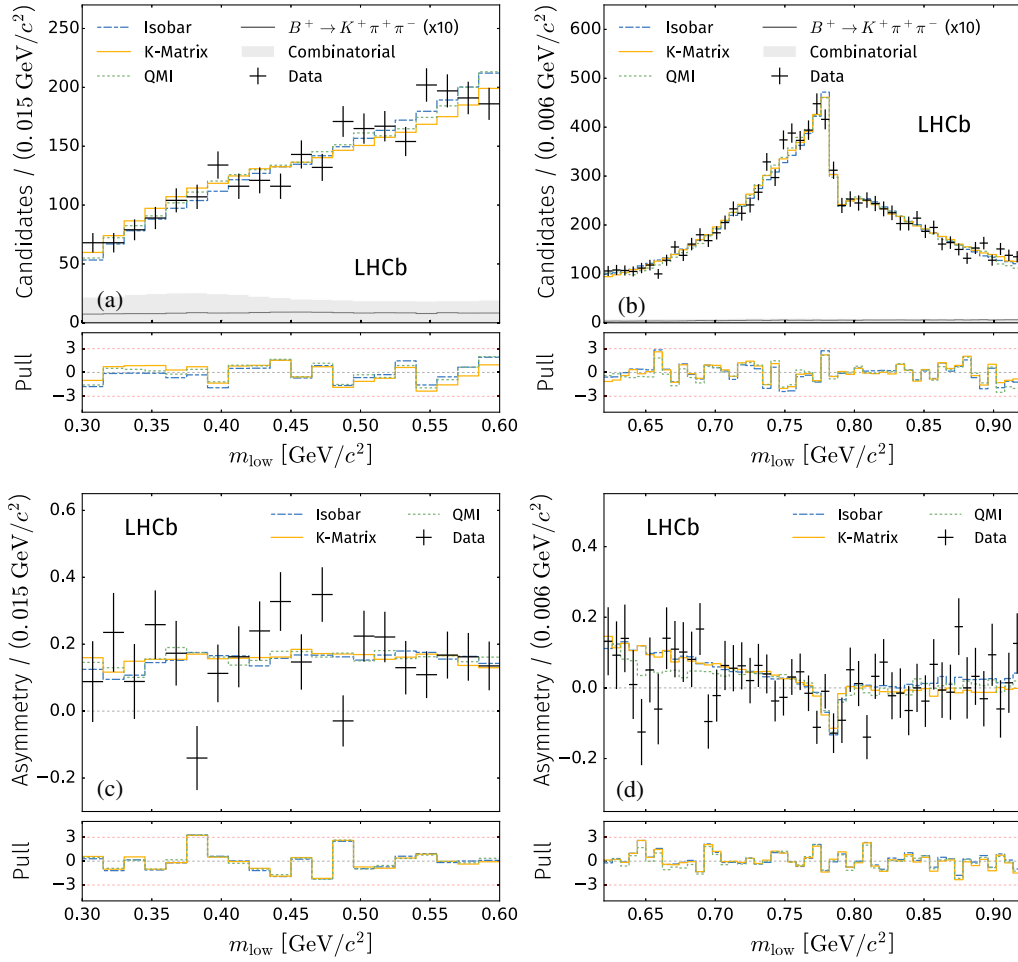 Candidates / (0.015 GeV/c²)
250
200
150
100
50
0
Isobar
K-Matrix
QMI
B⁺ → K⁺π⁺π⁻ (x10)
Combinatorial
Data
LHCb
(a)
Pull
3
0
−3
0.30 0.35 0.40 0.45 0.50 0.55 0.60
m_low [GeV/c²]
Candidates / (0.006 GeV/c²)
600
500
400
300
200
100
0
Isobar
K-Matrix
QMI
B⁺ → K⁺π⁺π⁻ (x10)
Combinatorial
Data
LHCb
(b)
Pull
3
0
−3
0.65 0.70 0.75 0.80 0.85 0.90
m_low [GeV/c²]
Asymmetry / (0.015 GeV/c²)
0.6
0.4
0.2
0.0
−0.2
LHCb
Isobar
K-Matrix
QMI
Data
(c)
Pull
3
0
−3
0.30 0.35 0.40 0.45 0.50 0.55 0.60
m_low [GeV/c²]
Asymmetry / (0.006 GeV/c²)
0.4
0.2
0.0
−0.2
LHCb
Isobar
K-Matrix
QMI
Data
(d)
Pull
3
0
−3
0.65 0.70 0.75 0.80 0.85 0.90
m_low [GeV/c²]